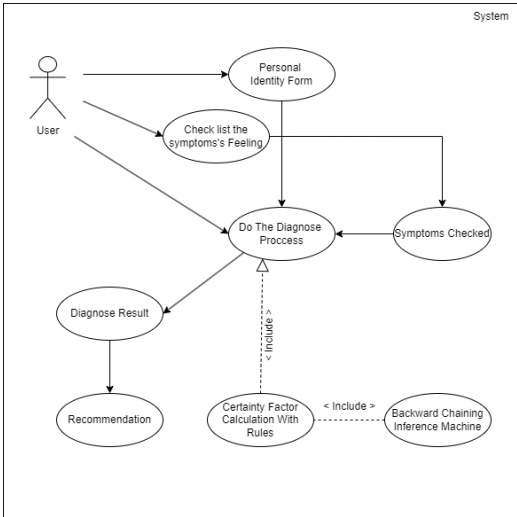 System
Personal
Identity Form
User
Check list the
symptoms's Feeling
Do The Diagnose
Proccess
Symptoms Checked
Diagnose Result
< Include >
Recommendation
Certainty Factor
Calculation With
Rules
< Include >
Backward Chaining
Inference Machine